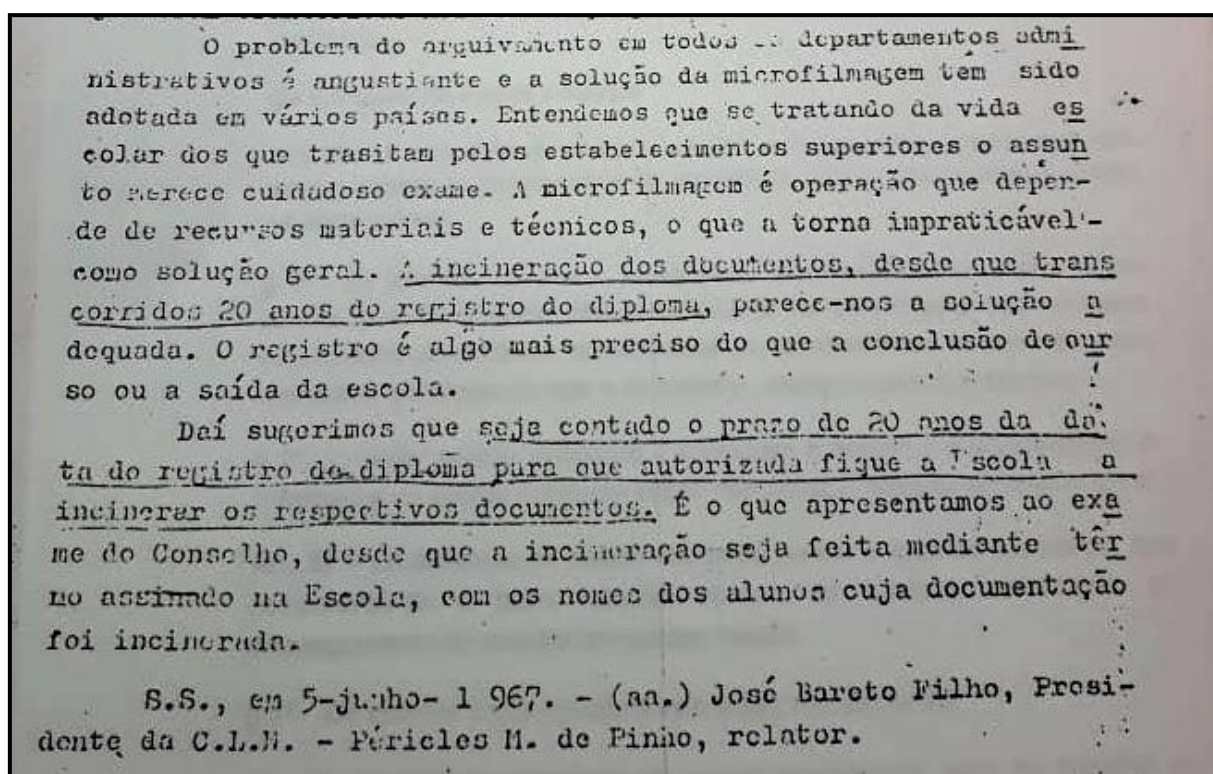 O problema do arquivamento em todos os departamentos admi
nistrativos é angustiante e a solução da microfilmagem tem sido
adotada em vários países. Entendemos que se tratando da vida es
colar dos que trasitam pelos estabelecimentos superiores o assun
to merece cuidadoso exame. A microfilmagem é operação que depen-
de de recursos materiais e técnicos, o que a torna impraticável-
como solução geral. A incineração dos documentos, desde que trans
corridos 20 anos do registro do diploma, parece-nos a solução a
dequada. O registro é algo mais preciso do que a conclusão de cur
so ou a saída da escola.
Daí sugerimos que seja contado o prazo de 20 anos da da
ta do registro do diploma para que autorizada fique a Escola a
incinerar os respectivos documentos. É o que apresentamos ao exa
me do Conselho, desde que a incineração seja feita mediante têr
mo assinado na Escola, com os nomes dos alunos cuja documentação
foi incinerada.
S.S., em 5-junho- 1 967. - (aa.) José Barreto Filho, Presi-
dente da C.L.N. - Péricles M. de Pinho, relator.